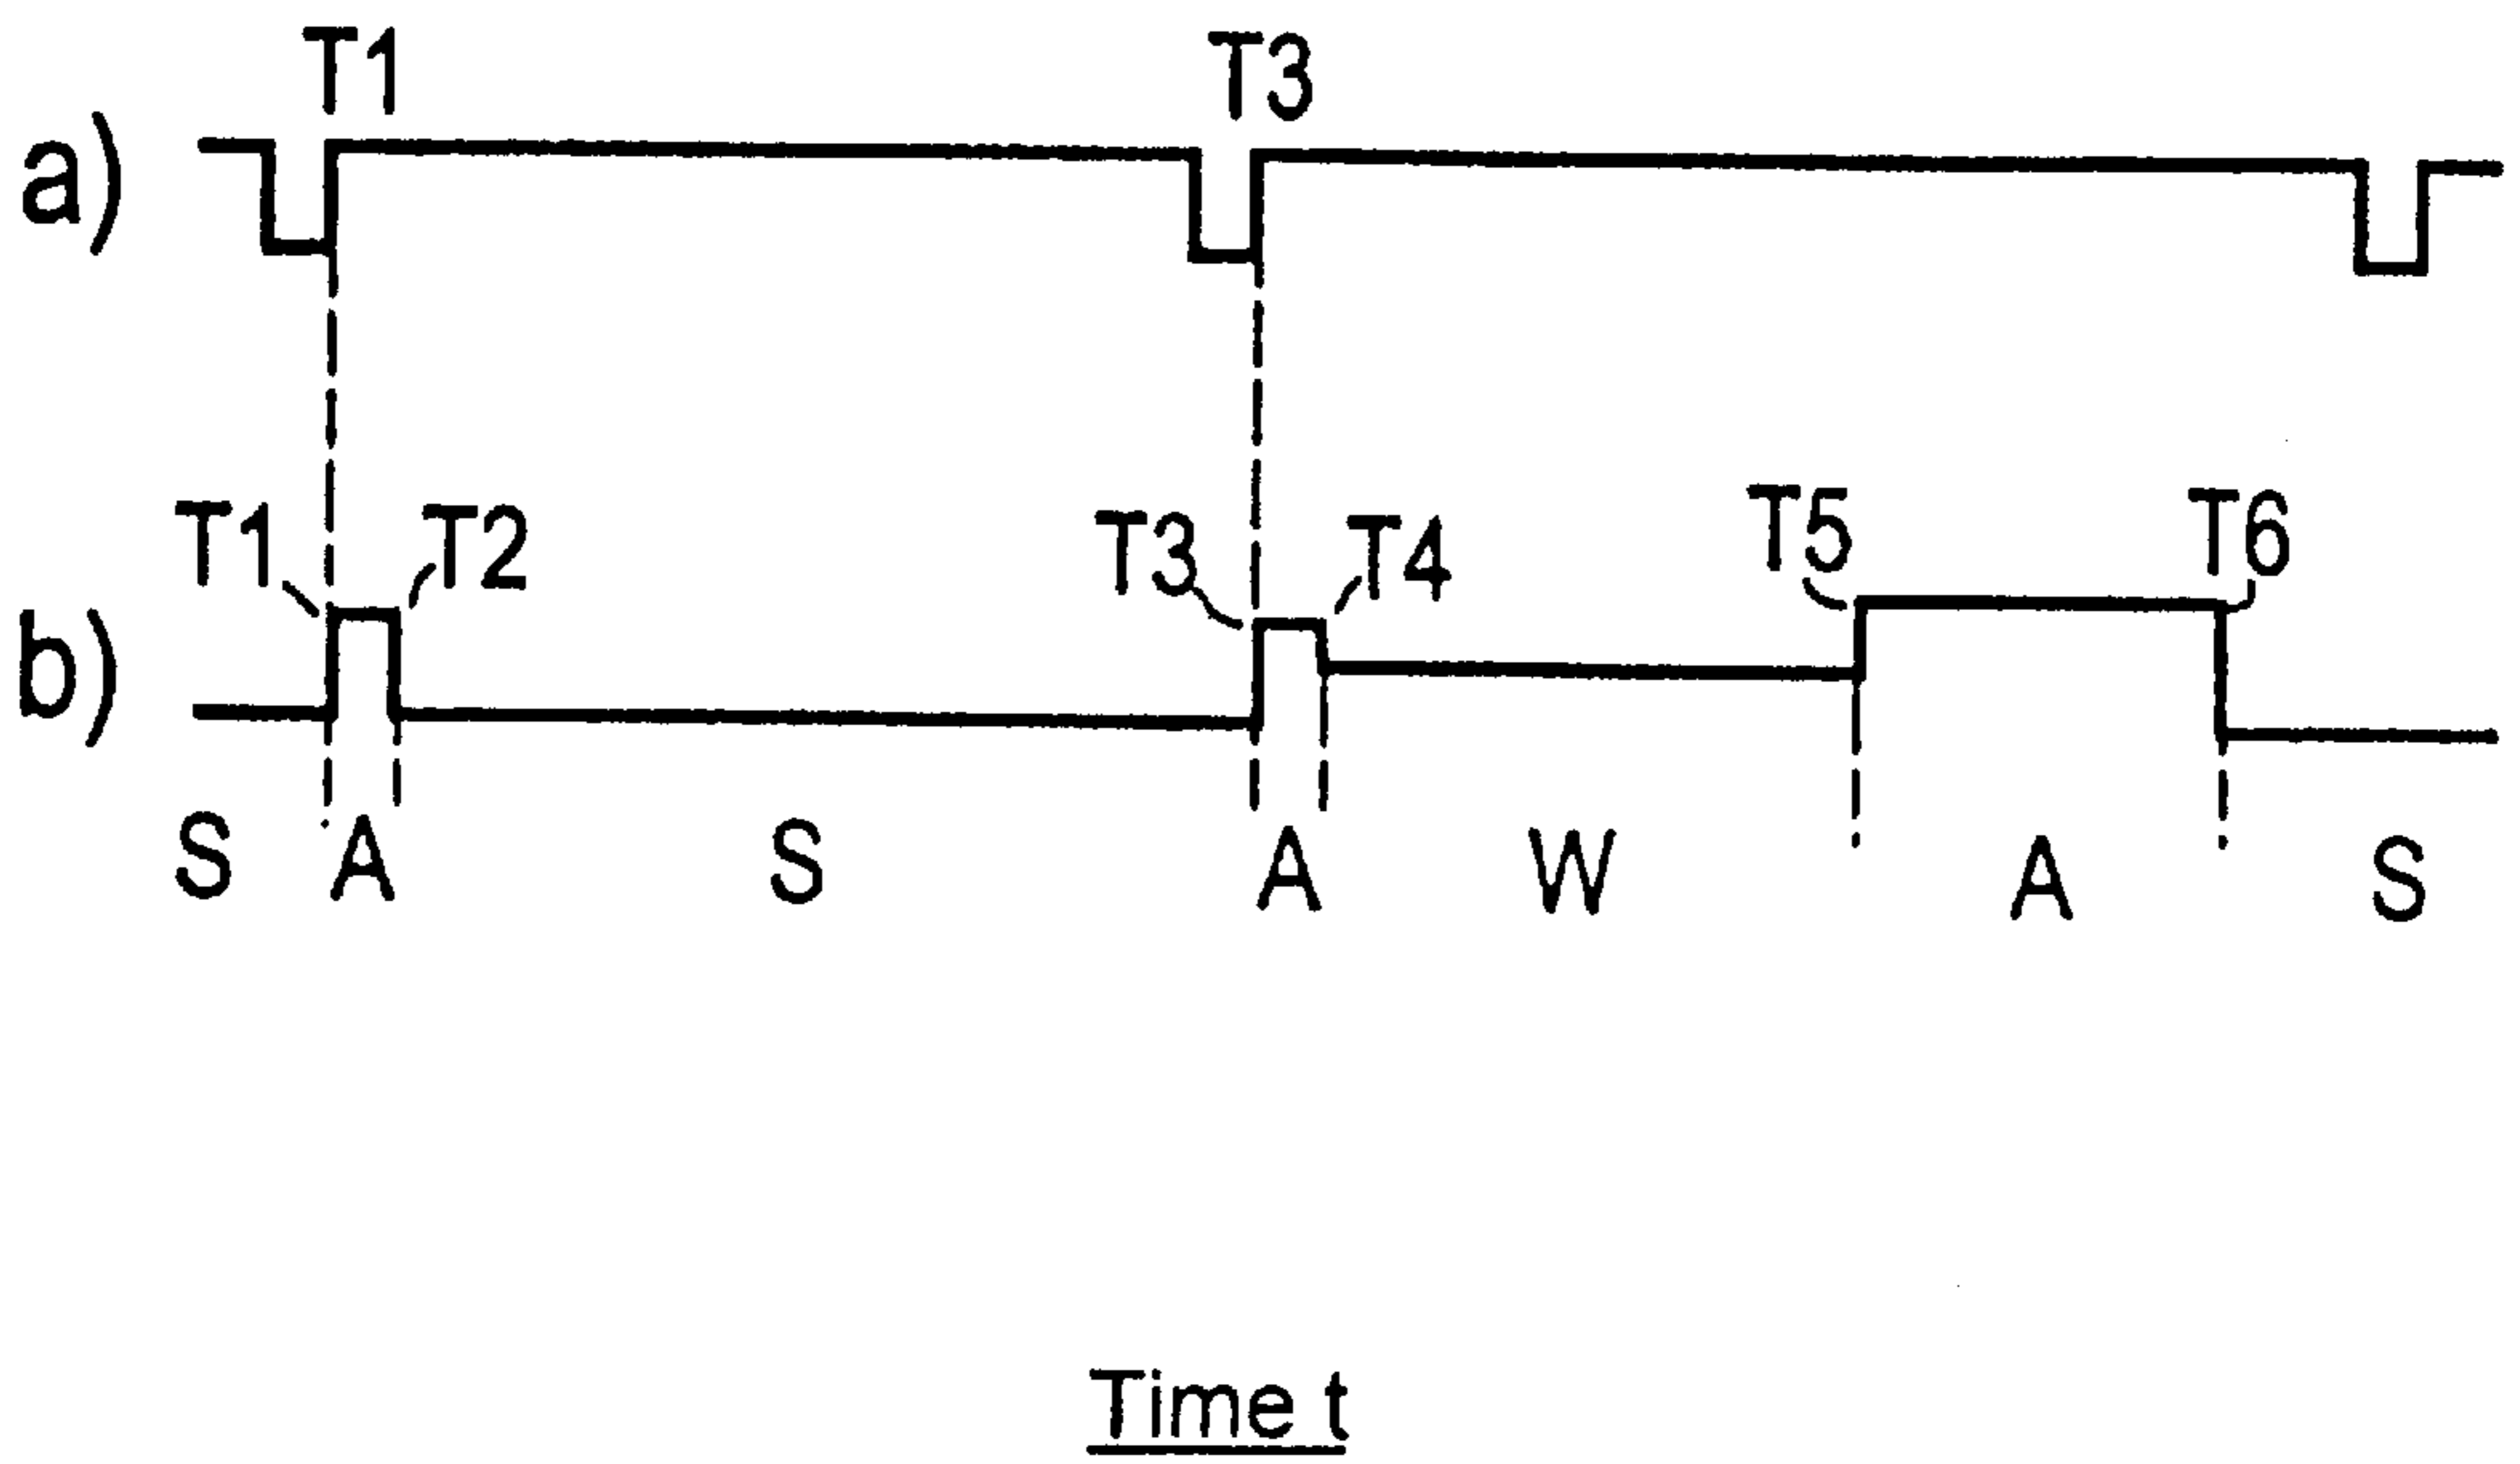 T1 T3
a)
T1 T2 T3 T4 T5 T6
b)
S A S A W A S
Time t